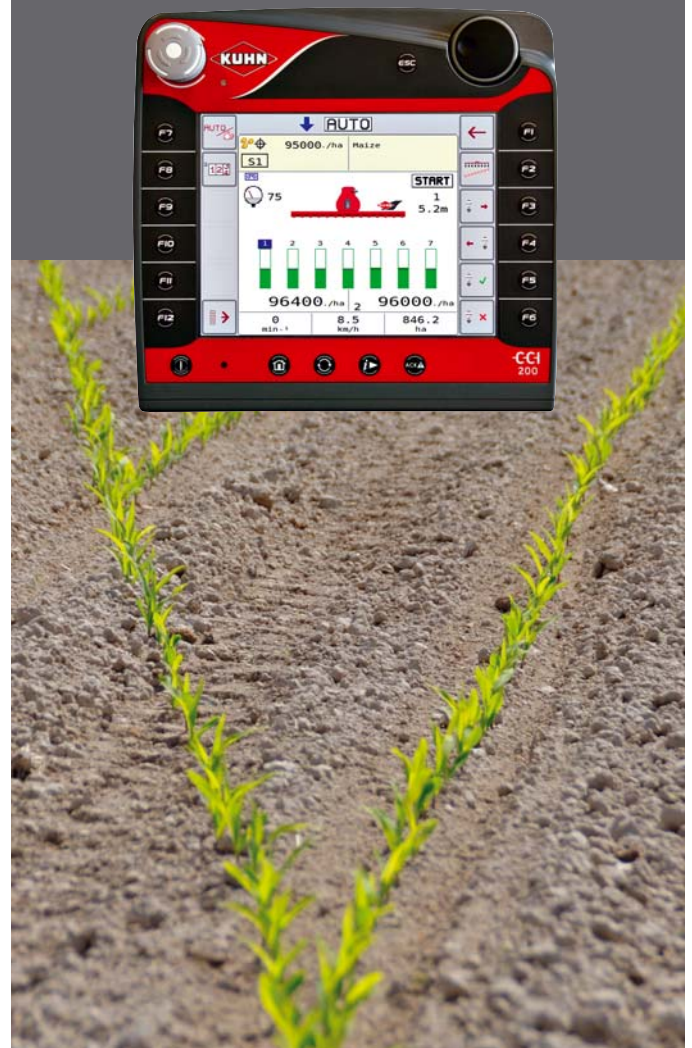 KUHN
ESC
F7
F8
F9
F10
F11
F12
AUTO
AUTO
95000./ha
Maize
S1
GPS
75
START
1
5.2m
1 2 3 4 5 6 7
96400./ha 2 96000./ha
0 8.5 846.2
min-¹ km/h ha
F1
F2
F3
F4
F5
F6
i
ACK
CCI
200